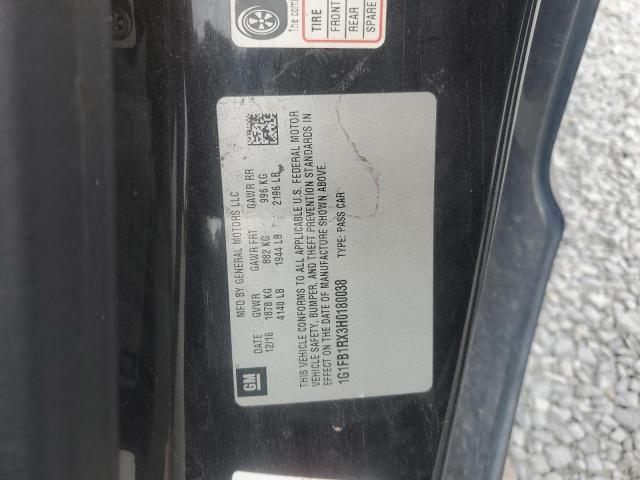 The com
TIRE
FRONT
REAR
SPARE
MFD BY GENERAL MOTORS LLC
DATE GVWR GAWR FRT GAWR RR
12/16 1878 KG 882 KG 996 KG
4140 LB 1944 LB 2196 LB
THIS VEHICLE CONFORMS TO ALL APPLICABLE U.S. FEDERAL MOTOR
VEHICLE SAFETY, BUMPER, AND THEFT PREVENTION STANDARDS IN
EFFECT ON THE DATE OF MANUFACTURE SHOWN ABOVE.
1G1FB1RX3H0180038 TYPE: PASS CAR
GM